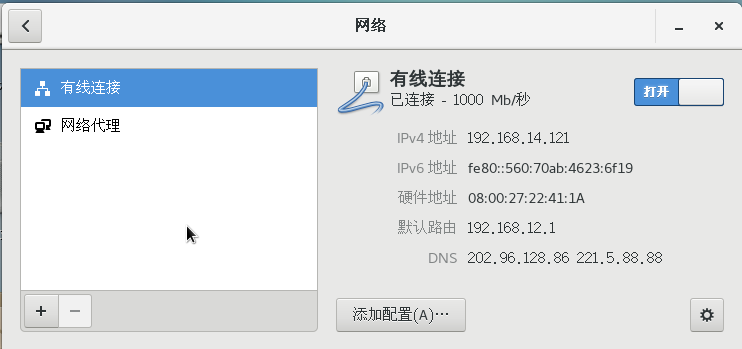 网络
有线连接
网络代理
有线连接
已连接 - 1000 Mb/秒
打开
IPv4 地址 192.168.14.121
IPv6 地址 fe80::560:70ab:4623:6f19
硬件地址 08:00:27:22:41:1A
默认路由 192.168.12.1
DNS 202.96.128.86 221.5.88.88
添加配置(A)…